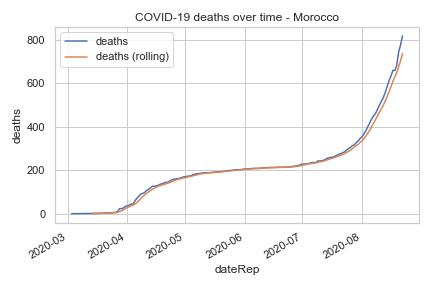 COVID-19 deaths over time - Morocco
deaths
deaths (rolling)
800
600
400
200
0
deaths
2020-03
2020-04
2020-05
2020-06
2020-07
2020-08
dateRep